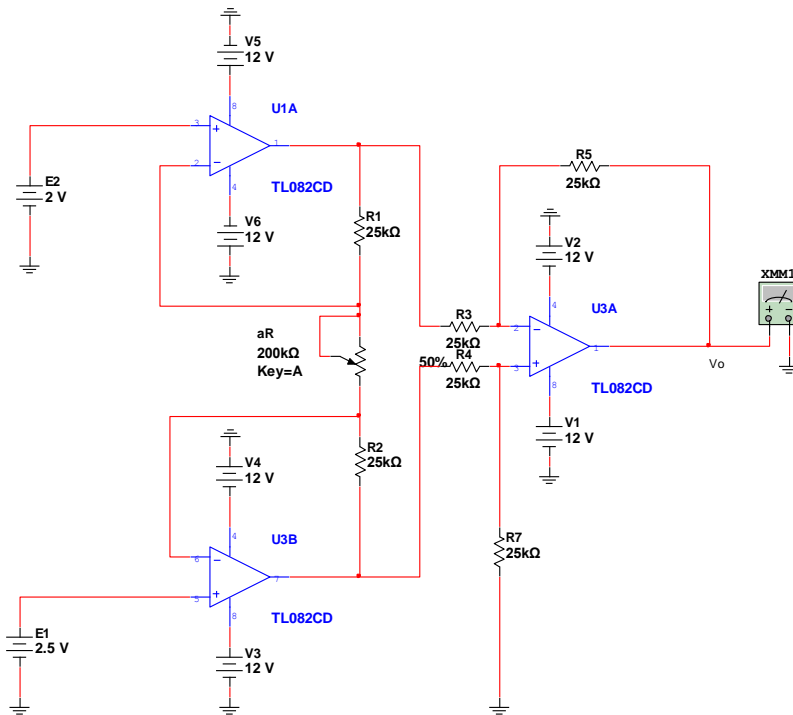 V5
12 V
8
U1A
3
1
2
TL082CD
4
E2
2 V
V6
12 V
R1
25kΩ
R5
25kΩ
V2
12 V
XMM1
4
U3A
aR
200kΩ
Key=A
R3
25kΩ
2
1
50%
R4
25kΩ
3
Vo
TL082CD
8
V1
12 V
R2
25kΩ
V4
12 V
4
U3B
6
7
5
TL082CD
8
R7
25kΩ
E1
2.5 V
V3
12 V